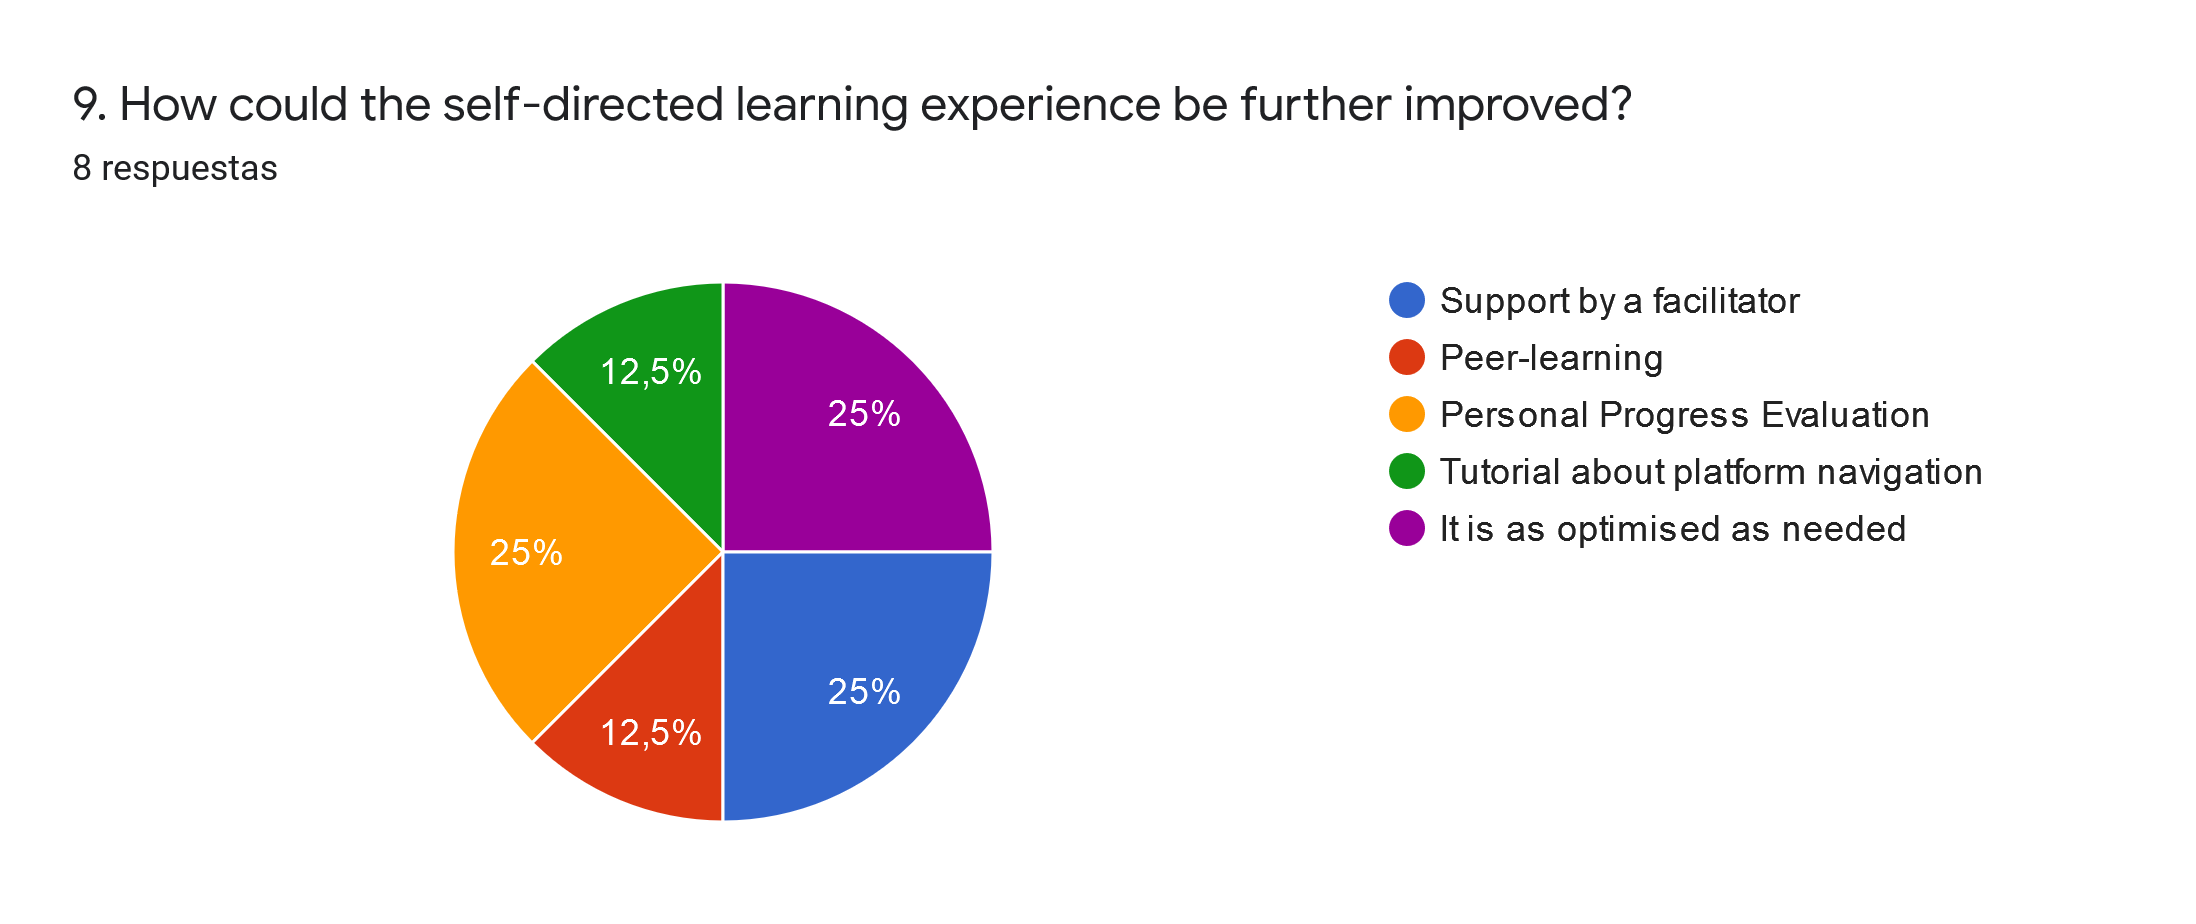 9. How could the self-directed learning experience be further improved?
8 respuestas
12,5%
25%
25%
12,5%
25%
Support by a facilitator
Peer-learning
Personal Progress Evaluation
Tutorial about platform navigation
It is as optimised as needed